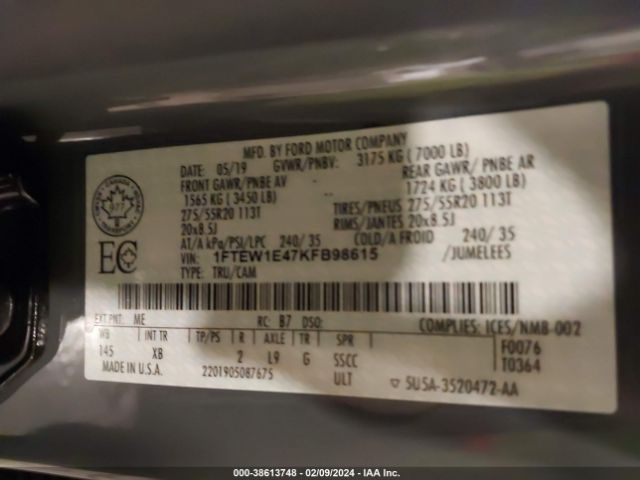 MFD. BY FORD MOTOR COMPANY
DATE: 05/19 GVWR/PNBV: 3175 KG ( 7000 LB)
FRONT GAWR/PNBE AV REAR GAWR/ PNBE AR
1565 KG ( 3450 LB) 1724 KG ( 3800 LB)
275/55R20 113T TIRES/PNEUS 275/55R20 113T
20x8.5J RIMS/JANTES 20x8.5J
AT/A kPa/PSI/LPC 240/ 35 COLD/A FROID 240/ 35
VIN: 1FTEW1E47KFB98615 /JUMELEES
TYPE: TRU/CAM
CANADA
TRANSPORT
977
EC
EXT PNT: ME RC: B7 DSO: COMPLIES: ICES/NMB-002
WB INT TR TP/PS R AXLE TR SPR F0076
145 XB 2 L9 G SSCC T0364
MADE IN U.S.A. 2201905087675 ULT 5U5A-3520472-AA
000-38613748 - 02/09/2024 - IAA Inc.